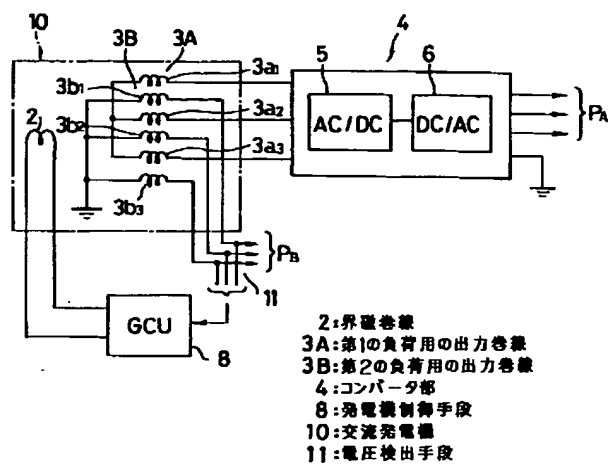 10
3B
3A
4
3a1
5
6
3b1
2
3a2
AC/DC
DC/AC
PA
3b2
3a3
3b3
PB
11
GCU
8
2:界磁巻線
3A:第1の負荷用の出力巻線
3B:第2の負荷用の出力巻線
4:コンバータ部
8:発電機制御手段
10:交流発電機
11:電圧検出手段